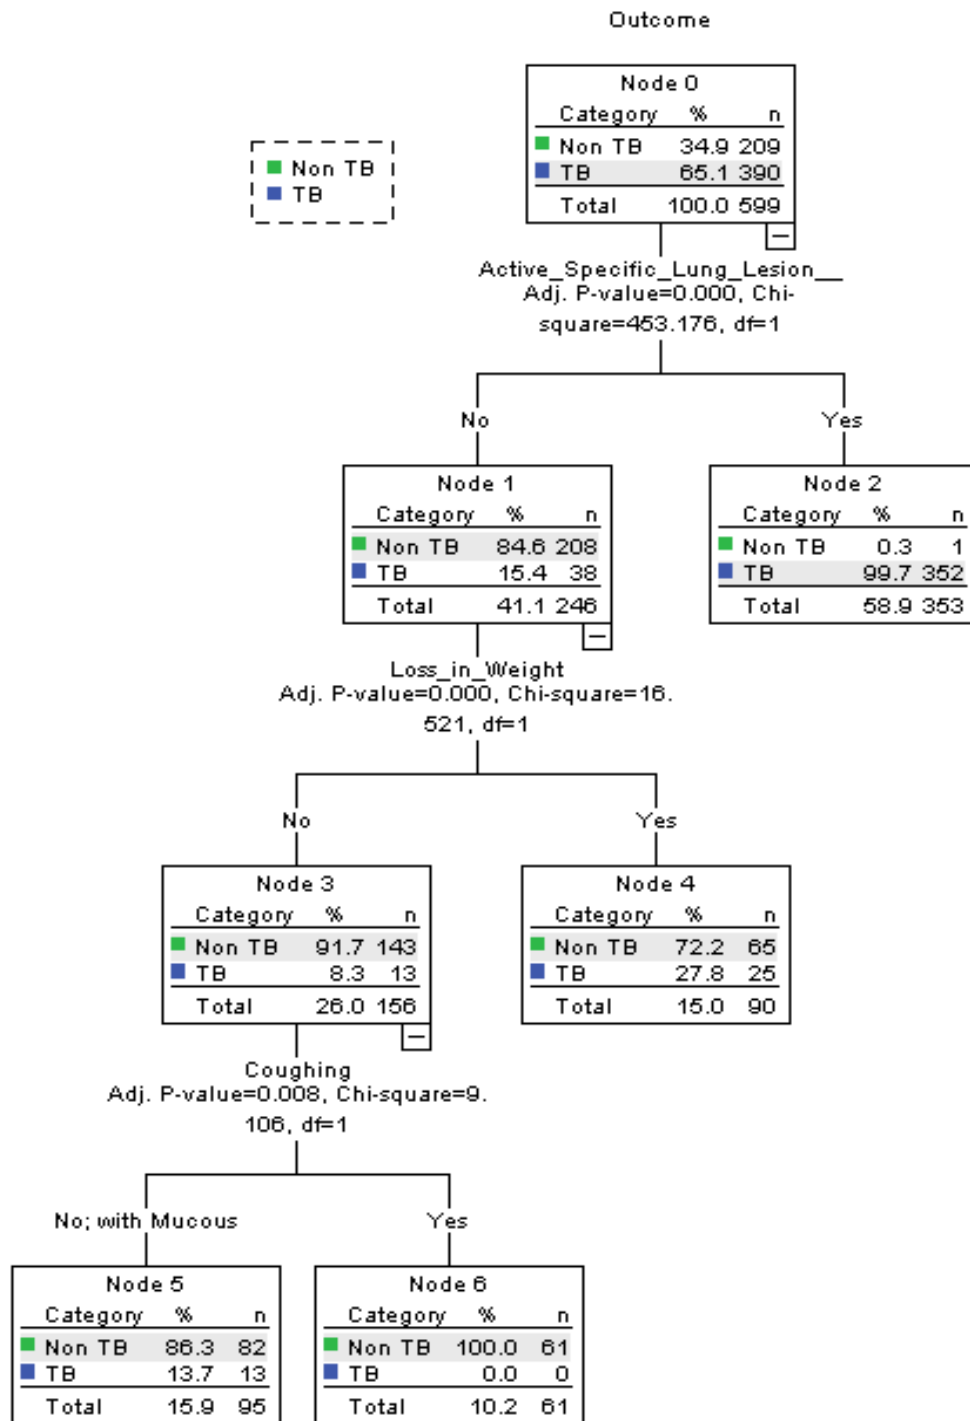 Outcome
Non TB
TB
Node 0
Category % n
Non TB 34.9 209
TB 65.1 390
Total 100.0 599
Active_Specific_Lung_Lesion__
Adj. P-value=0.000, Chi-
square=453.176, df=1
No
Yes
Node 1
Category % n
Non TB 84.6 208
TB 15.4 38
Total 41.1 246
Node 2
Category % n
Non TB 0.3 1
TB 99.7 352
Total 58.9 353
Loss_in_Weight
Adj. P-value=0.000, Chi-square=16.
521, df=1
No
Yes
Node 3
Category % n
Non TB 91.7 143
TB 8.3 13
Total 26.0 156
Node 4
Category % n
Non TB 72.2 65
TB 27.8 25
Total 15.0 90
Coughing
Adj. P-value=0.008, Chi-square=9.
106, df=1
No; with Mucous
Yes
Node 5
Category % n
Non TB 86.3 82
TB 13.7 13
Total 15.9 95
Node 6
Category % n
Non TB 100.0 61
TB 0.0 0
Total 10.2 61